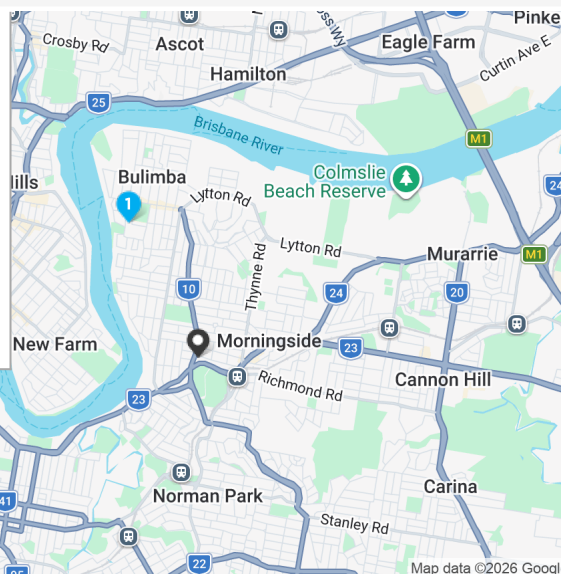 Pinke
Crosby Rd
Ascot
Eagle Farm
Curtin Ave E
Hamilton
25
Brisbane River
M1
Colmslie
Beach Reserve
Bulimba
24
1
Lytton Rd
Lytton Rd
Murarrie
M1
10
Thynne Rd
24
20
New Farm
Morningside
23
Cannon Hill
Richmond Rd
23
Carina
Norman Park
41
Stanley Rd
22
Map data ©2026 Googl